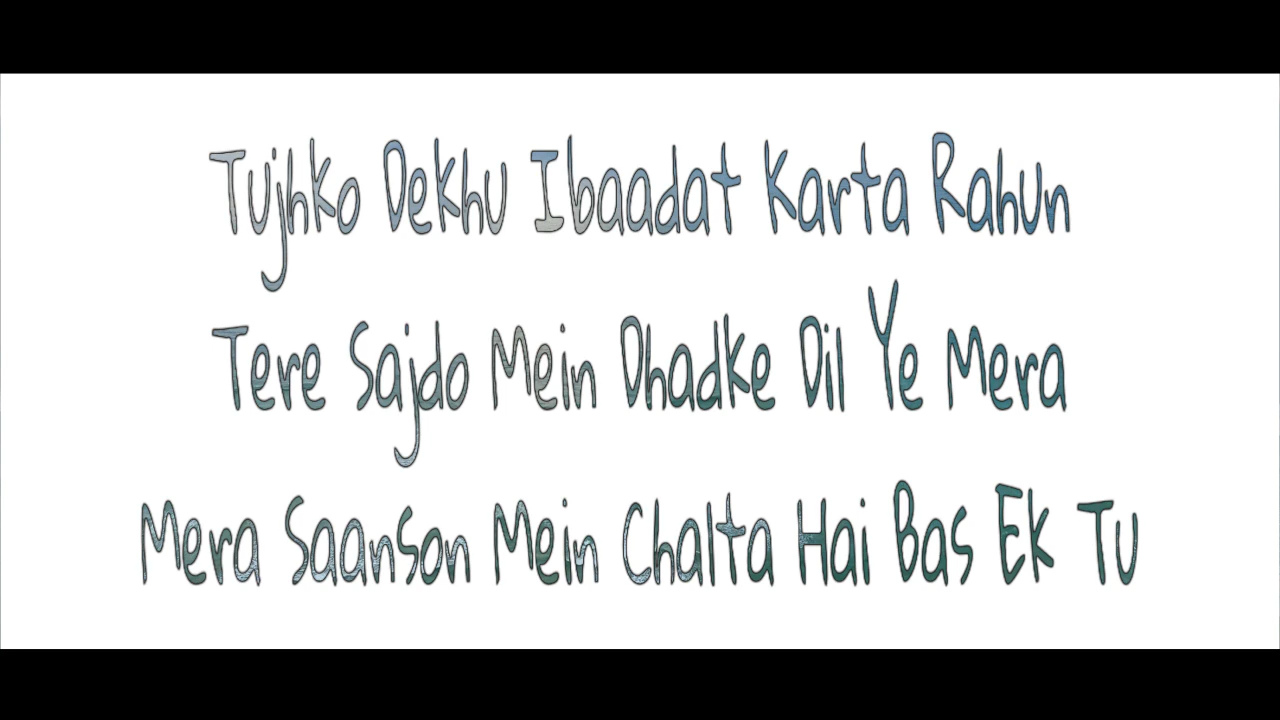 Tujhko Dekhu Ibaadat Karta Rahun
Tere Sajdo Mein Dhadke Dil Ye Mera
Mera Saanson Mein Chalta Hai Bas Ek Tu